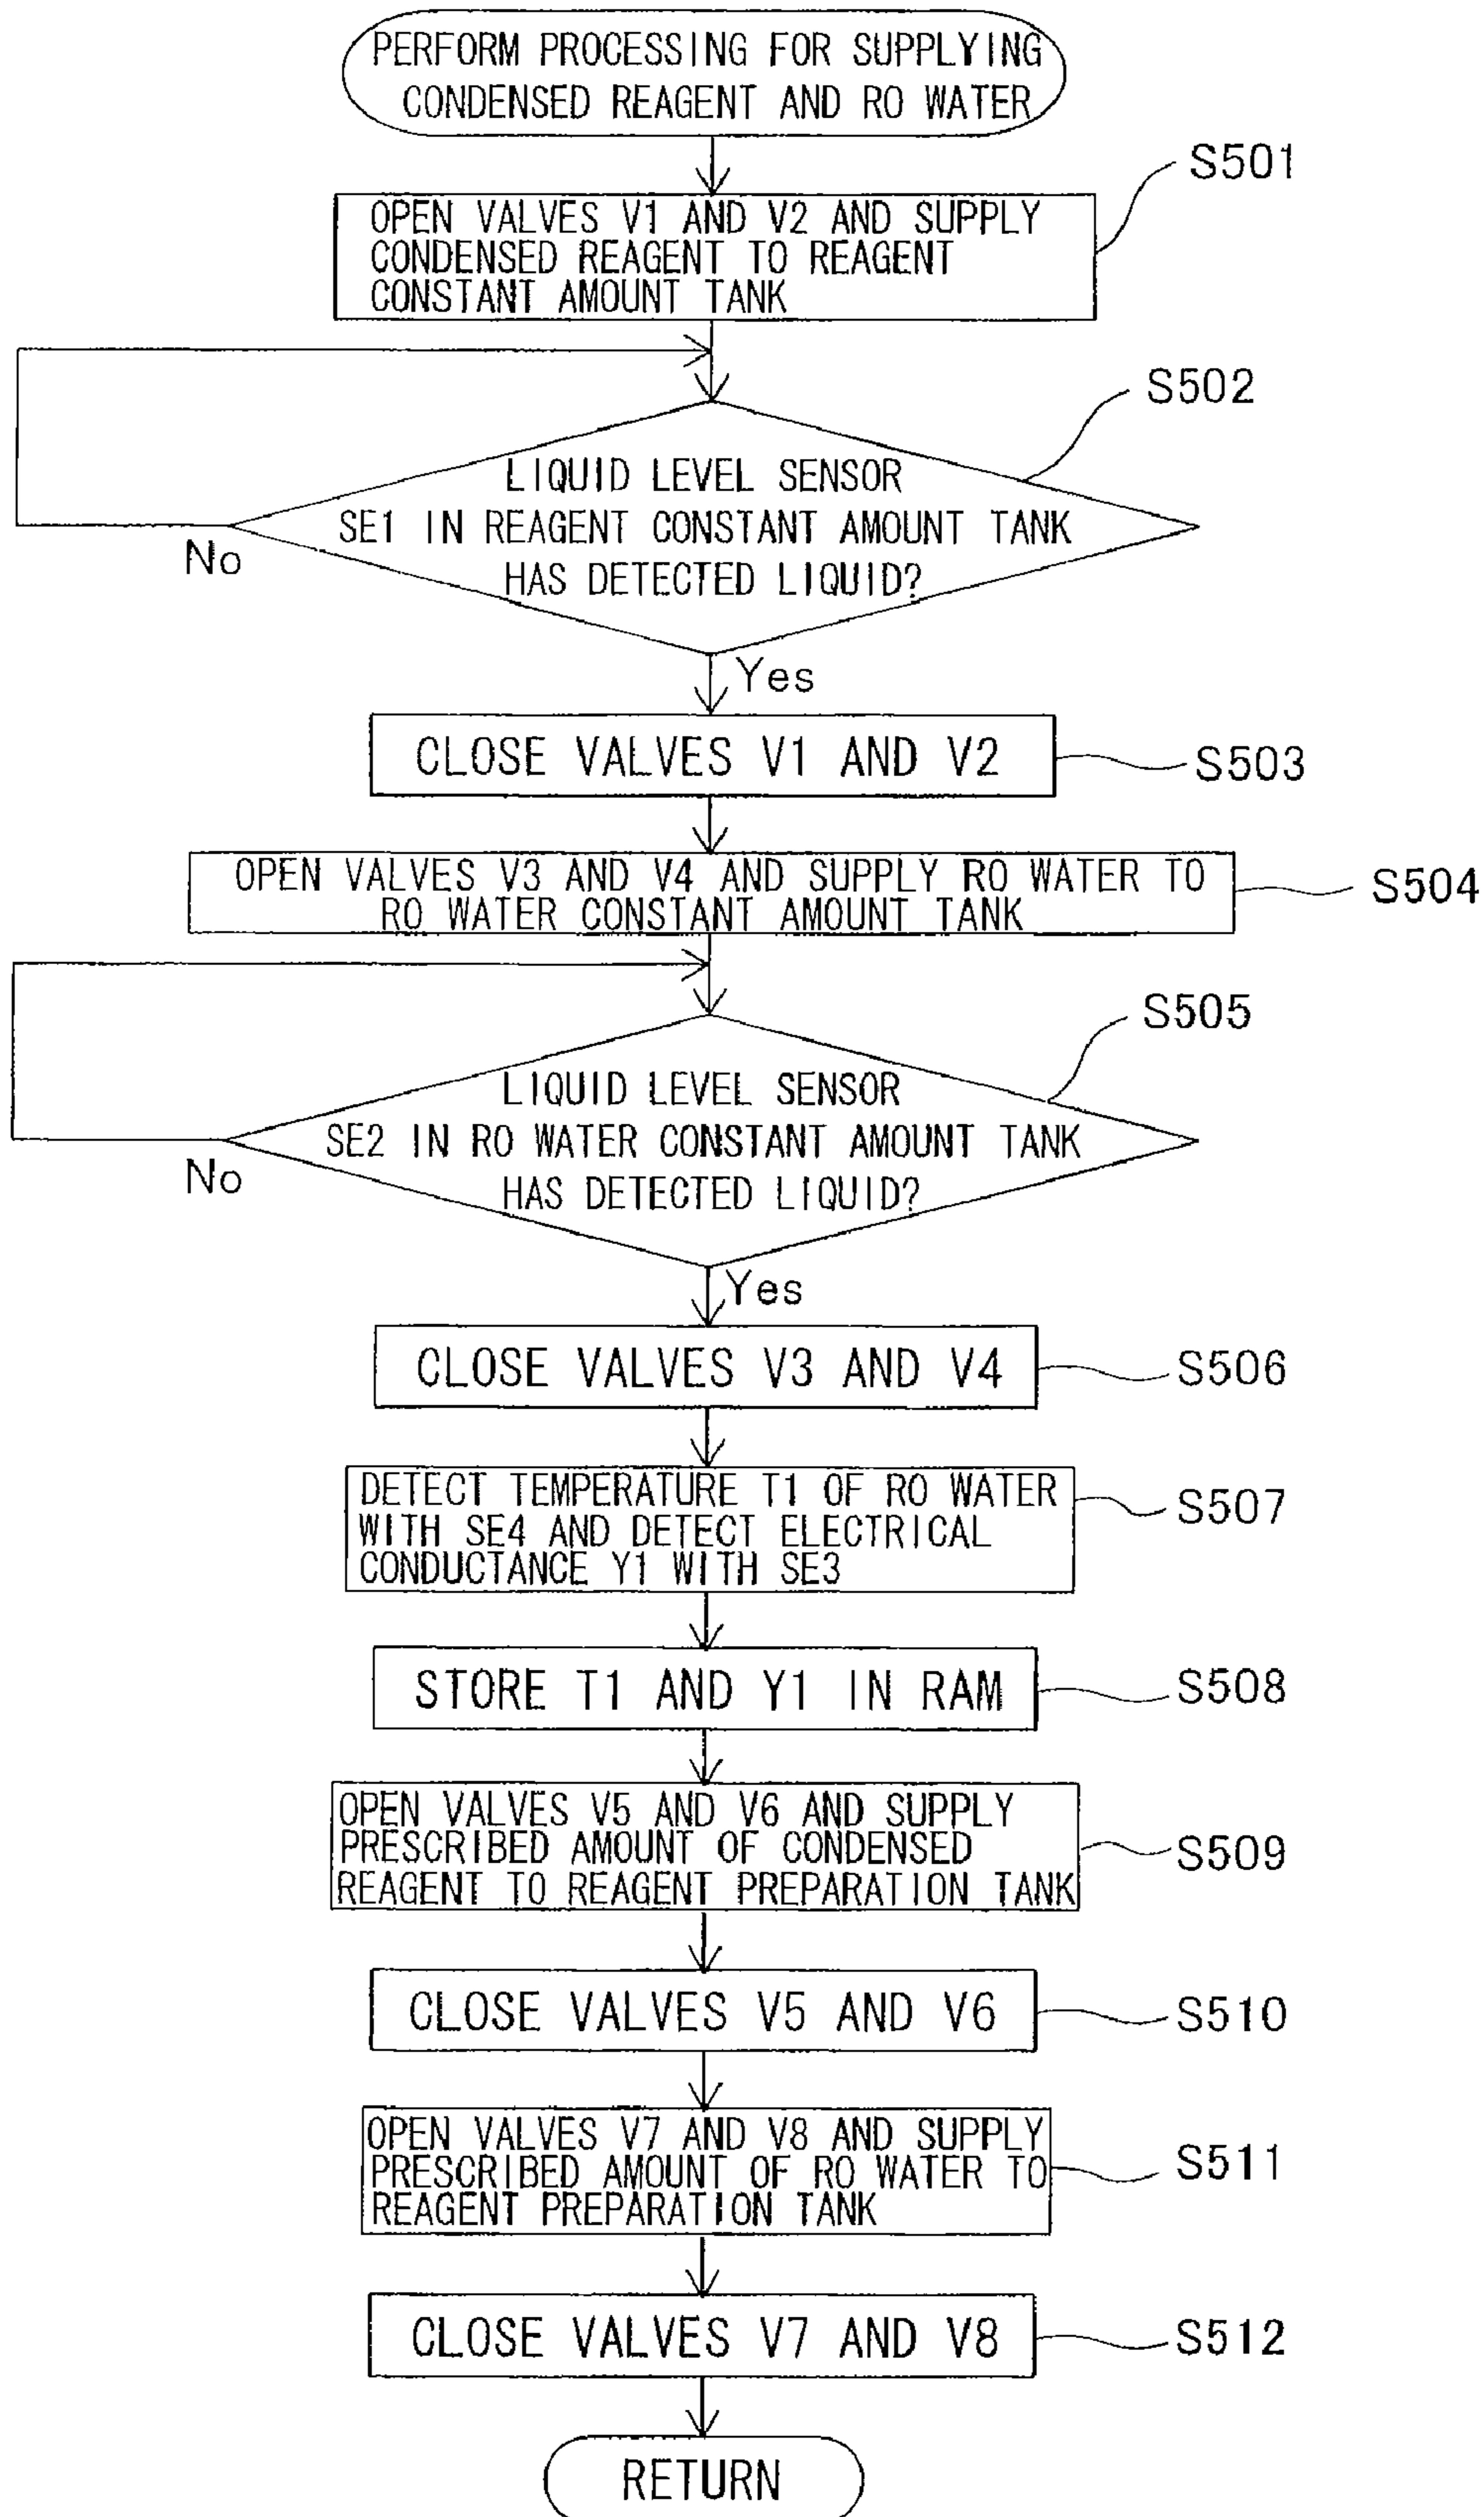 PERFORM PROCESSING FOR SUPPLYING
CONDENSED REAGENT AND RO WATER
S501
OPEN VALVES V1 AND V2 AND SUPPLY
CONDENSED REAGENT TO REAGENT
CONSTANT AMOUNT TANK
S502
LIQUID LEVEL SENSOR
SE1 IN REAGENT CONSTANT AMOUNT TANK
HAS DETECTED LIQUID?
No
Yes
CLOSE VALVES V1 AND V2
S503
OPEN VALVES V3 AND V4 AND SUPPLY RO WATER TO
RO WATER CONSTANT AMOUNT TANK
S504
S505
LIQUID LEVEL SENSOR
SE2 IN RO WATER CONSTANT AMOUNT TANK
HAS DETECTED LIQUID?
No
Yes
CLOSE VALVES V3 AND V4
S506
DETECT TEMPERATURE T1 OF RO WATER
WITH SE4 AND DETECT ELECTRICAL
CONDUCTANCE Y1 WITH SE3
S507
STORE T1 AND Y1 IN RAM
S508
OPEN VALVES V5 AND V6 AND SUPPLY
PRESCRIBED AMOUNT OF CONDENSED
REAGENT TO REAGENT PREPARATION TANK
S509
CLOSE VALVES V5 AND V6
S510
OPEN VALVES V7 AND V8 AND SUPPLY
PRESCRIBED AMOUNT OF RO WATER TO
REAGENT PREPARATION TANK
S511
CLOSE VALVES V7 AND V8
S512
RETURN